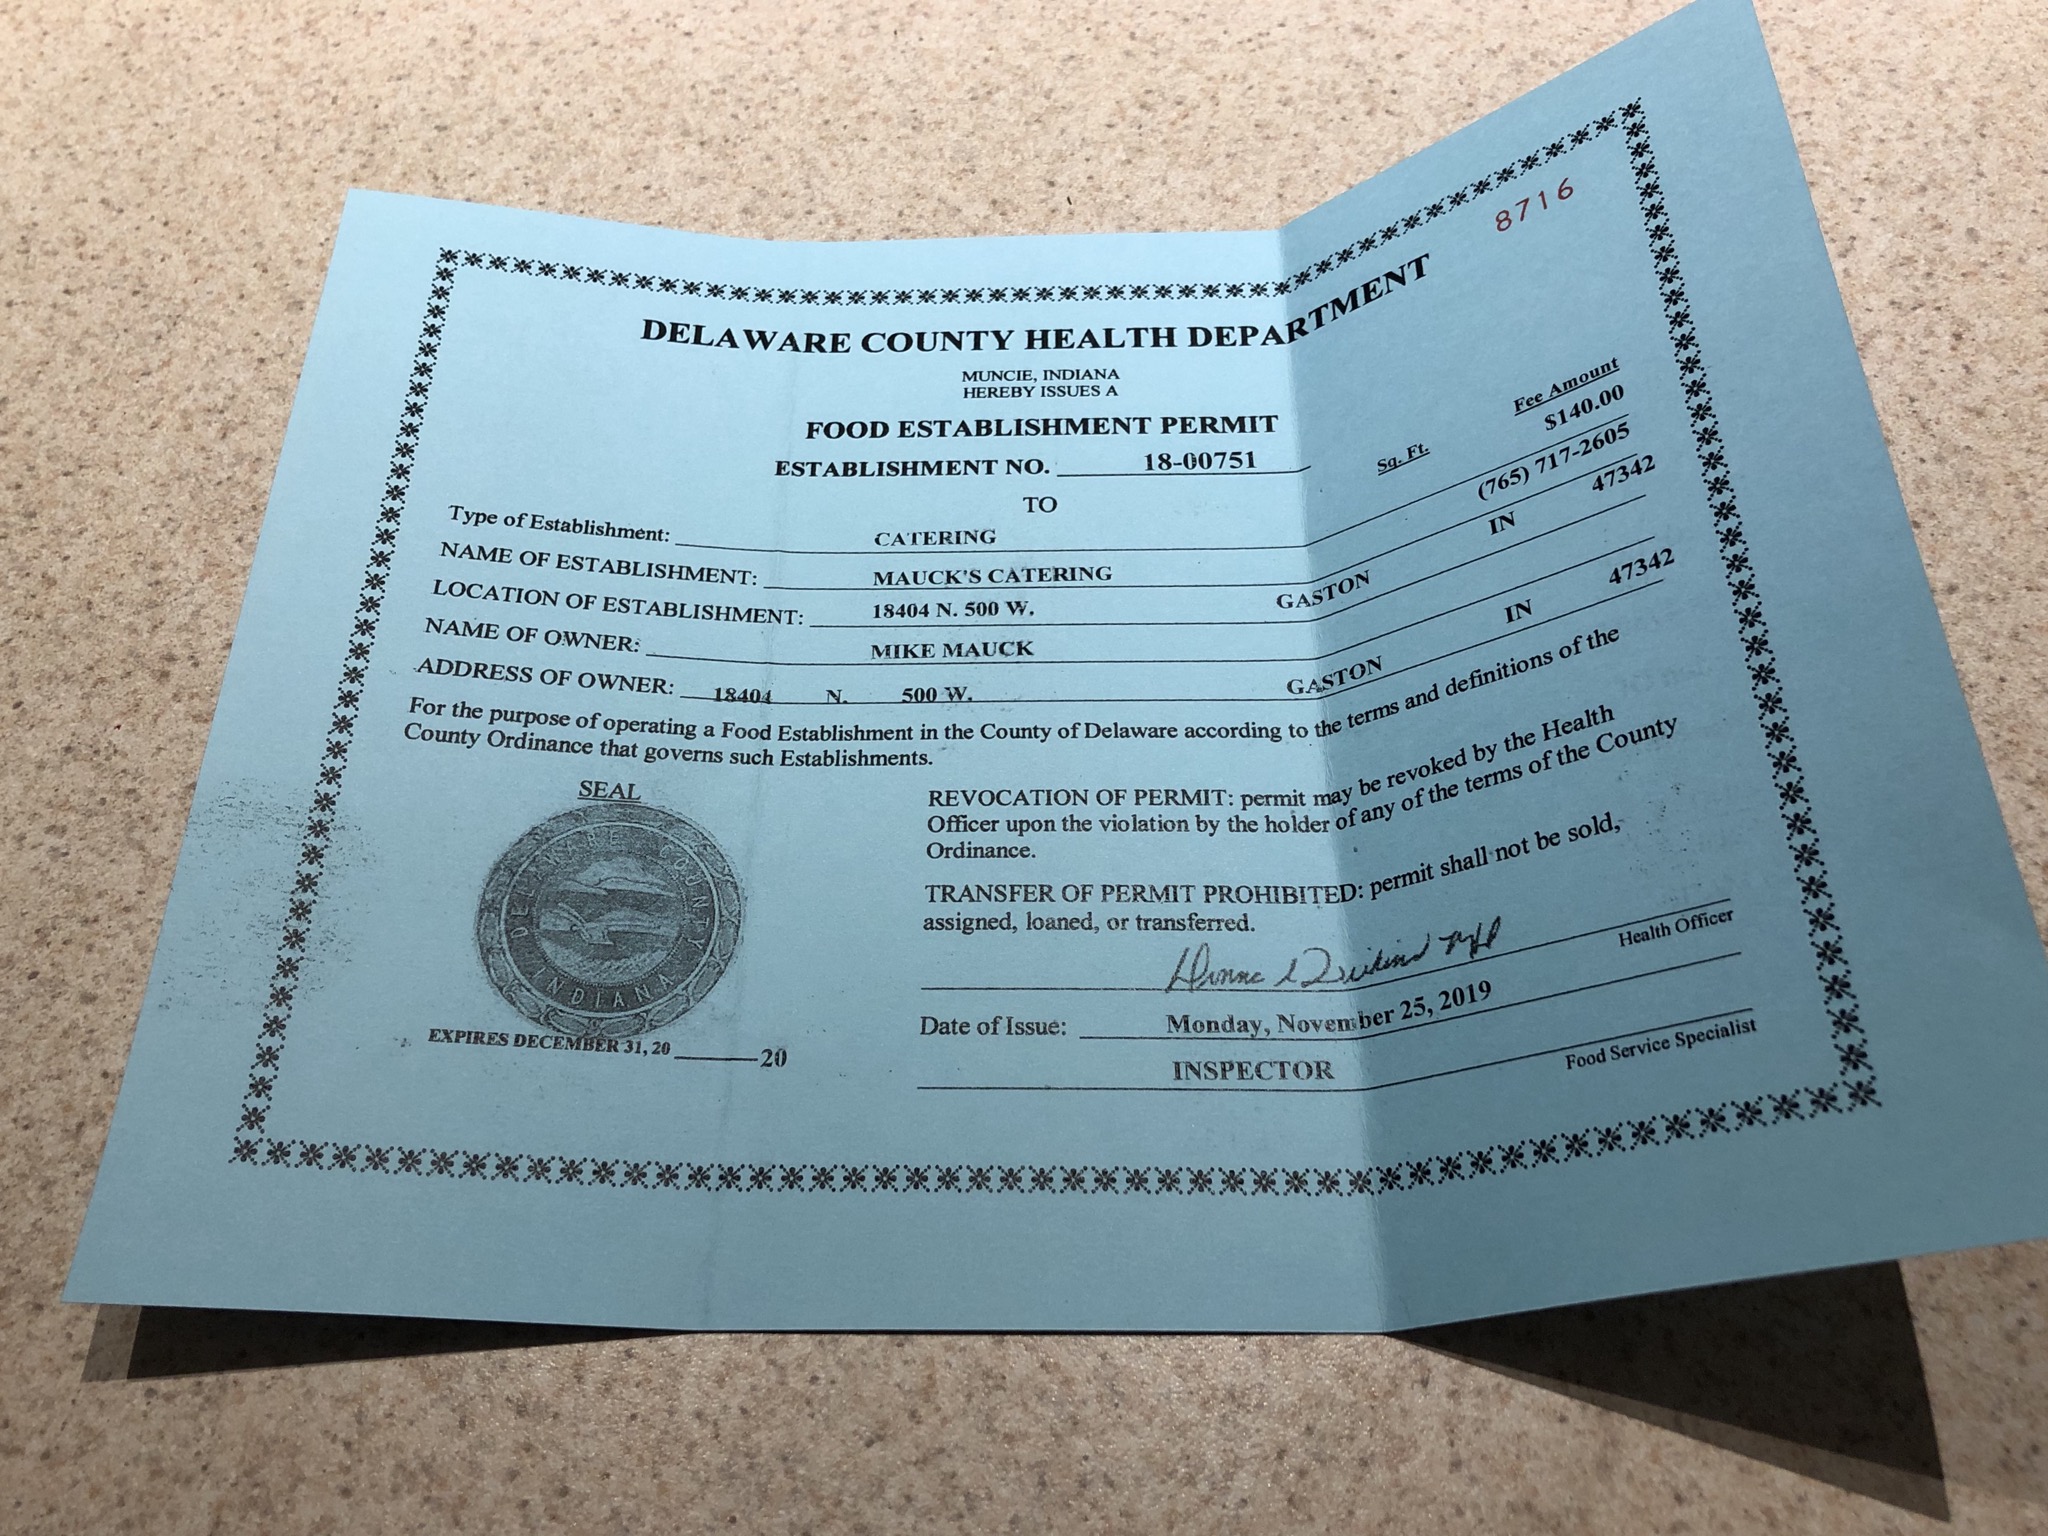 8716
DELAWARE COUNTY HEALTH DEPARTMENT
MUNCIE, INDIANA
HEREBY ISSUES A
FOOD ESTABLISHMENT PERMIT
Fee Amount
ESTABLISHMENT NO. 18-00751 Sq. Ft. $140.00
TO
Type of Establishment: CATERING (765) 717-2605
NAME OF ESTABLISHMENT: MAUCK'S CATERING
LOCATION OF ESTABLISHMENT: 18404 N. 500 W. GASTON IN 47342
NAME OF OWNER: MIKE MAUCK
ADDRESS OF OWNER: 18404 N. 500 W. GASTON IN 47342
For the purpose of operating a Food Establishment in the County of Delaware according to the terms and definitions of the
County Ordinance that governs such Establishments.
SEAL
DELAWARE COUNTY
INDIANA
EXPIRES DECEMBER 31, 20 20
REVOCATION OF PERMIT: permit may be revoked by the Health
Officer upon the violation by the holder of any of the terms of the County
Ordinance.
TRANSFER OF PERMIT PROHIBITED: permit shall not be sold,
assigned, loaned, or transferred.
Health Officer
Date of Issue: Monday, November 25, 2019
INSPECTOR Food Service Specialist